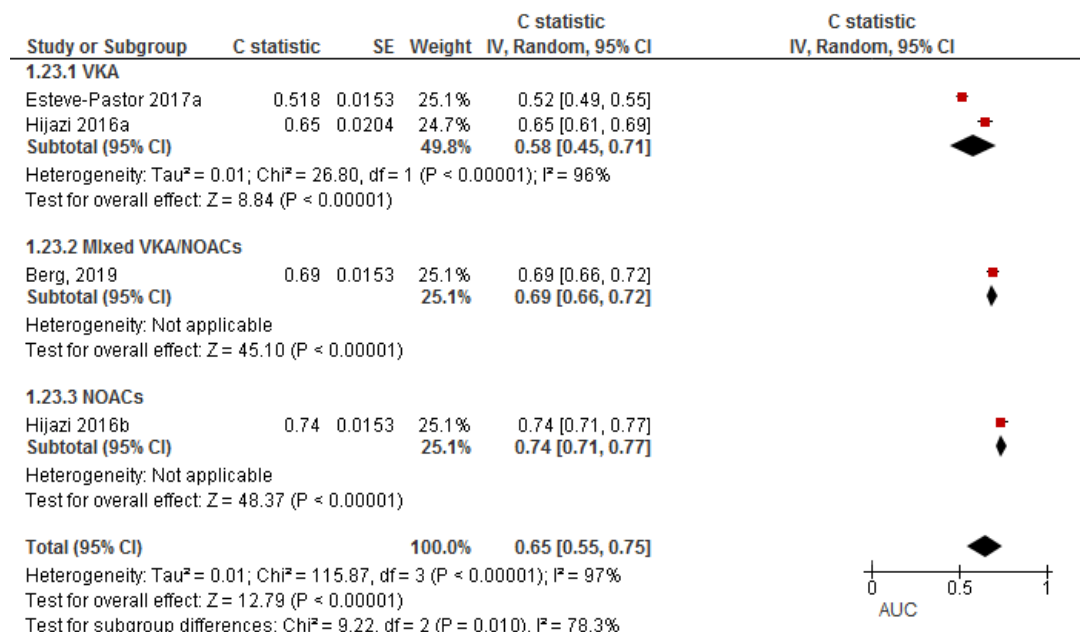 C statistic C statistic
Study or Subgroup C statistic SE Weight IV, Random, 95% CI IV, Random, 95% CI
1.23.1 VKA
Esteve-Pastor 2017a 0.518 0.0153 25.1% 0.52 [0.49, 0.55]
Hijazi 2016a 0.65 0.0204 24.7% 0.65 [0.61, 0.69]
Subtotal (95% CI) 49.8% 0.58 [0.45, 0.71]
Heterogeneity: Tau² = 0.01; Chi² = 26.80, df = 1 (P < 0.00001); I² = 96%
Test for overall effect: Z = 8.84 (P < 0.00001)
1.23.2 MIxed VKA/NOACs
Berg, 2019 0.69 0.0153 25.1% 0.69 [0.66, 0.72]
Subtotal (95% CI) 25.1% 0.69 [0.66, 0.72]
Heterogeneity: Not applicable
Test for overall effect: Z = 45.10 (P < 0.00001)
1.23.3 NOACs
Hijazi 2016b 0.74 0.0153 25.1% 0.74 [0.71, 0.77]
Subtotal (95% CI) 25.1% 0.74 [0.71, 0.77]
Heterogeneity: Not applicable
Test for overall effect: Z = 48.37 (P < 0.00001)
Total (95% CI) 100.0% 0.65 [0.55, 0.75]
Heterogeneity: Tau² = 0.01; Chi² = 115.87, df = 3 (P < 0.00001); I² = 97%
Test for overall effect: Z = 12.79 (P < 0.00001)
Test for subgroup differences: Chi² = 9.22, df = 2 (P = 0.010), I² = 78.3%
0 0.5 1
AUC